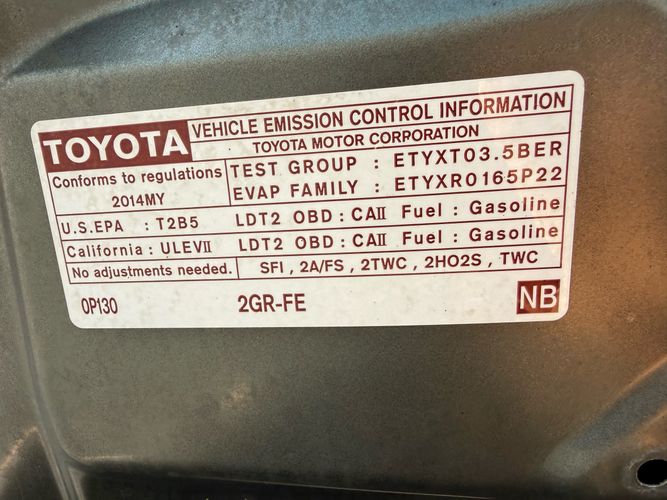 TOYOTA VEHICLE EMISSION CONTROL INFORMATION
TOYOTA MOTOR CORPORATION
Conforms to regulations
2014MY
TEST GROUP : ETYXT03.5BER
EVAP FAMILY : ETYXR0165P22
U.S.EPA : T2B5 LDT2 OBD : CAII Fuel : Gasoline
California : ULEVII LDT2 OBD : CAII Fuel : Gasoline
No adjustments needed. SFI , 2A/FS , 2TWC , 2HO2S , TWC
0P130 2GR-FE NB